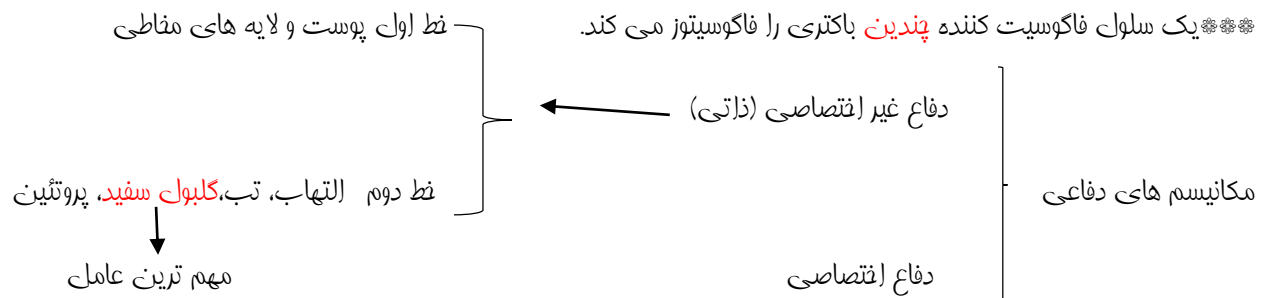 ❁❁❁یک سلول فاگوسیت کننده چندین باکتری را فاگوسیتوز می کند.
خط اول پوست و لایه های مخاطی
دفاع غیر اختصاصی (ذاتی)
مکانیسم های دفاعی
خط دوم التهاب، تب،گلبول سفید، پروتئین
دفاع اختصاصی
مهم ترین عامل